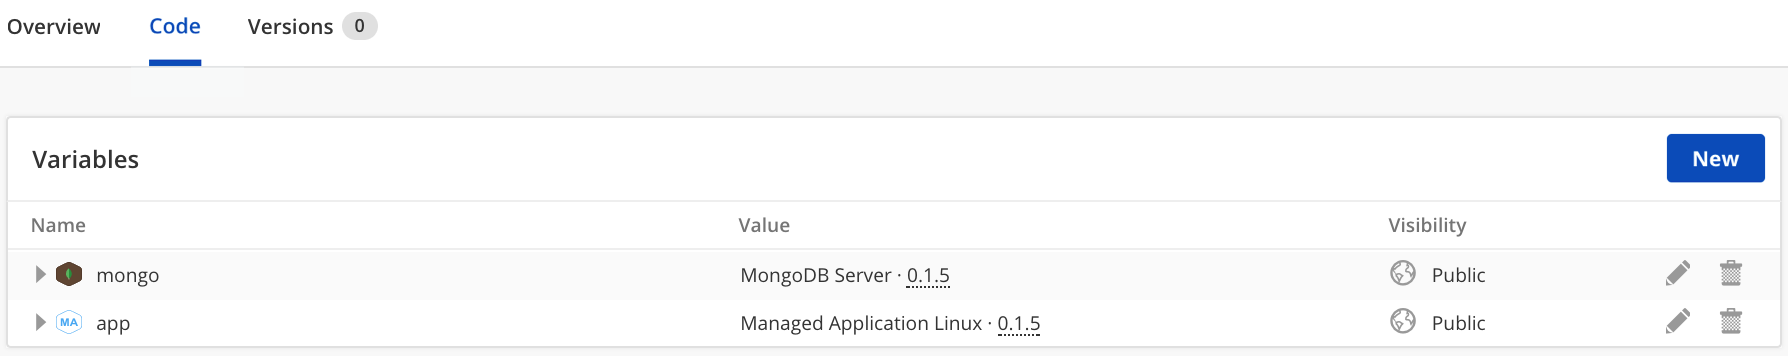 Overview Code Versions 0
Variables New
Name Value Visibility
mongo MongoDB Server · 0.1.5 Public
MA app Managed Application Linux · 0.1.5 Public